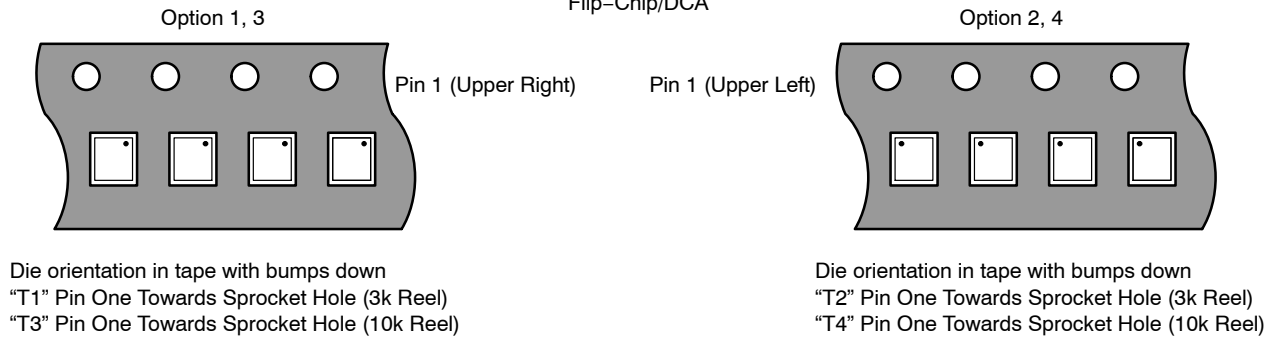 Flip−Chip/DCA
Option 1, 3
Option 2, 4
Pin 1 (Upper Right)
Pin 1 (Upper Left)
Die orientation in tape with bumps down
“T1” Pin One Towards Sprocket Hole (3k Reel)
“T3” Pin One Towards Sprocket Hole (10k Reel)
Die orientation in tape with bumps down
“T2” Pin One Towards Sprocket Hole (3k Reel)
“T4” Pin One Towards Sprocket Hole (10k Reel)